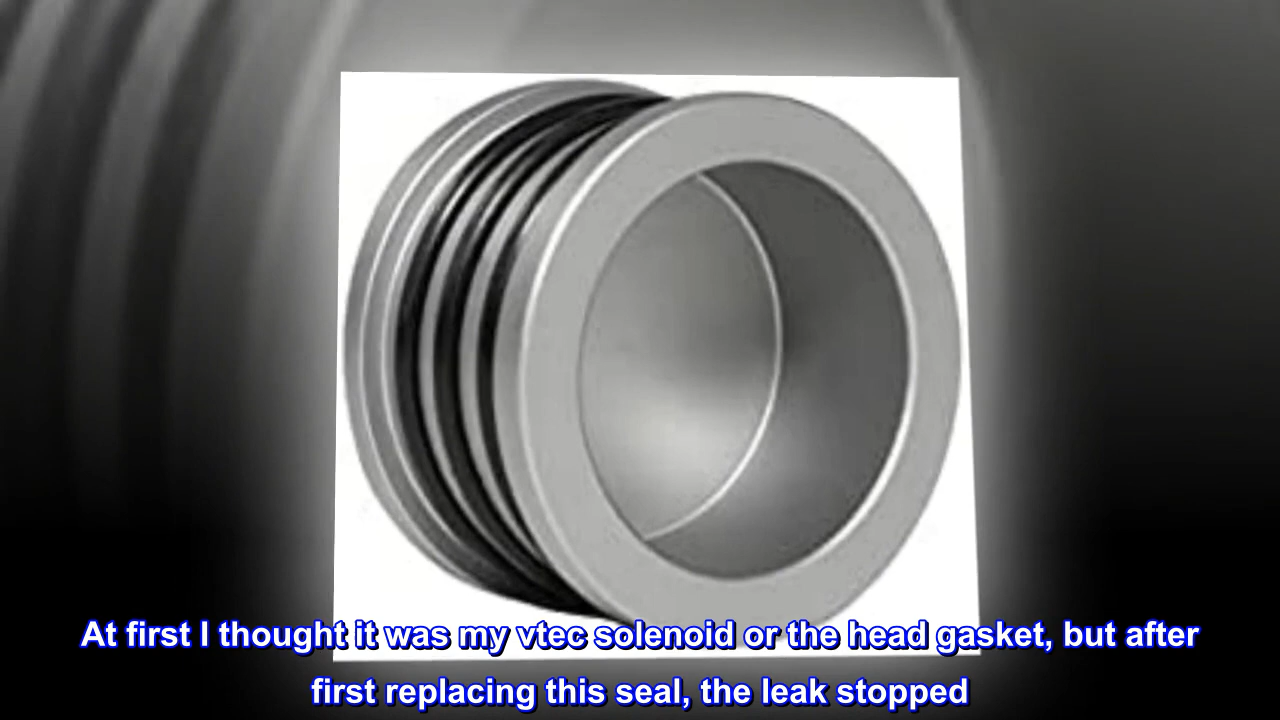 At first I thought it was my vtec solenoid or the head gasket, but after
first replacing this seal, the leak stopped